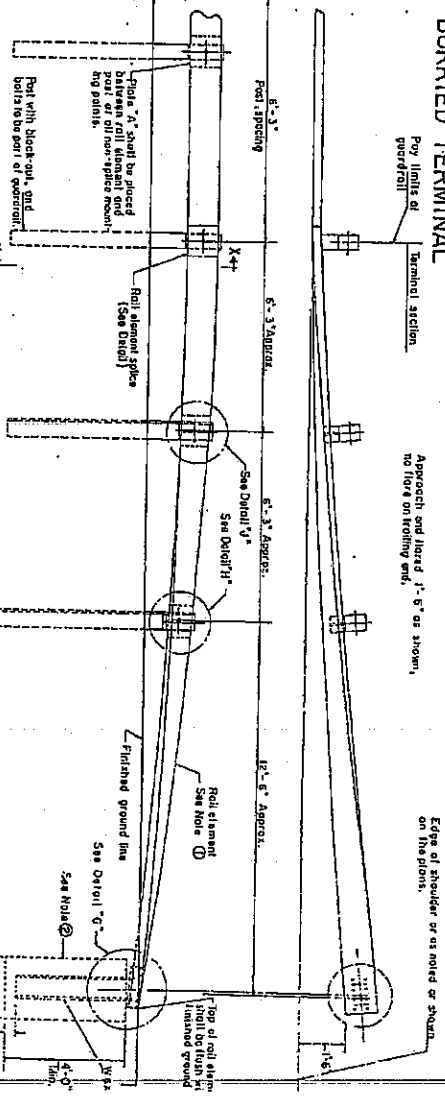 BURRIED TERMINAL
Pay limits of
guardrail
Terminal section
Approach end flared 1'-6" as shown,
no flare on trailing end.
Edge of shoulder or as noted or shown
on the plans.
6'-3"
Post spacing
6'-3" Approx.
6'-3" Approx.
12'-6" Approx.
1'-6"
Plate "A" shall be placed
between rail element and
post at all non-splice mount-
ing points.
Post with block-out, and
bolts to be part of guardrail.
X
Rail element splice
(See Detail)
See Detail "J"
See Detail "H"
Rail element
See Note ①
Finished ground line
See Detail "G"
See Note ②
Top of rail eleme
shall be flush wi
finished ground
4'-0"